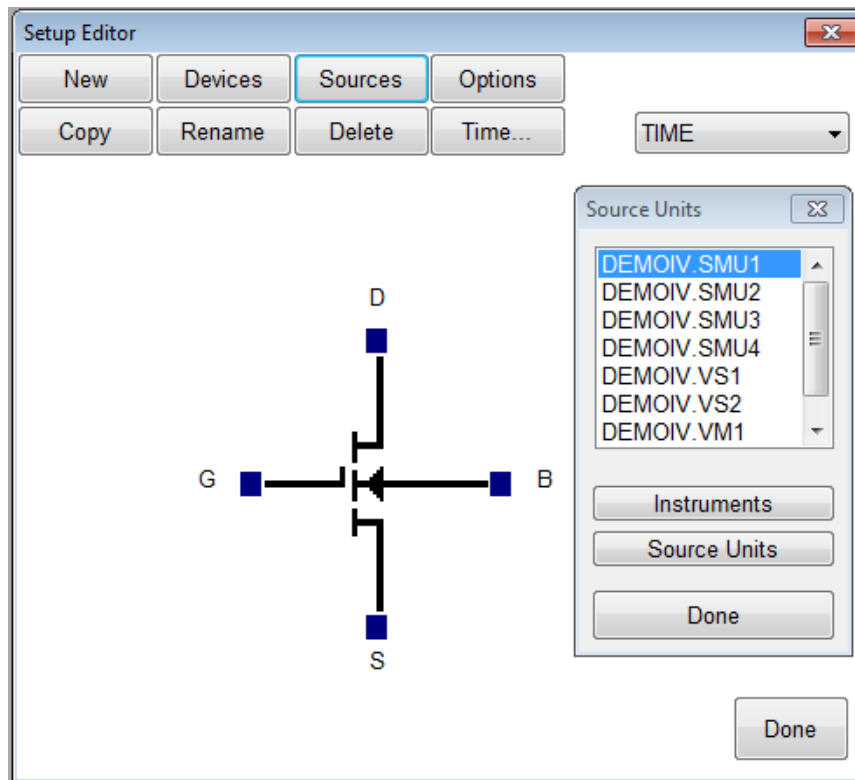 Setup Editor
New Devices Sources Options
Copy Rename Delete Time... TIME
Source Units
DEMOIV.SMU1
DEMOIV.SMU2
DEMOIV.SMU3
DEMOIV.SMU4
DEMOIV.VS1
DEMOIV.VS2
DEMOIV.VM1
D
G B
S
Instruments
Source Units
Done
Done